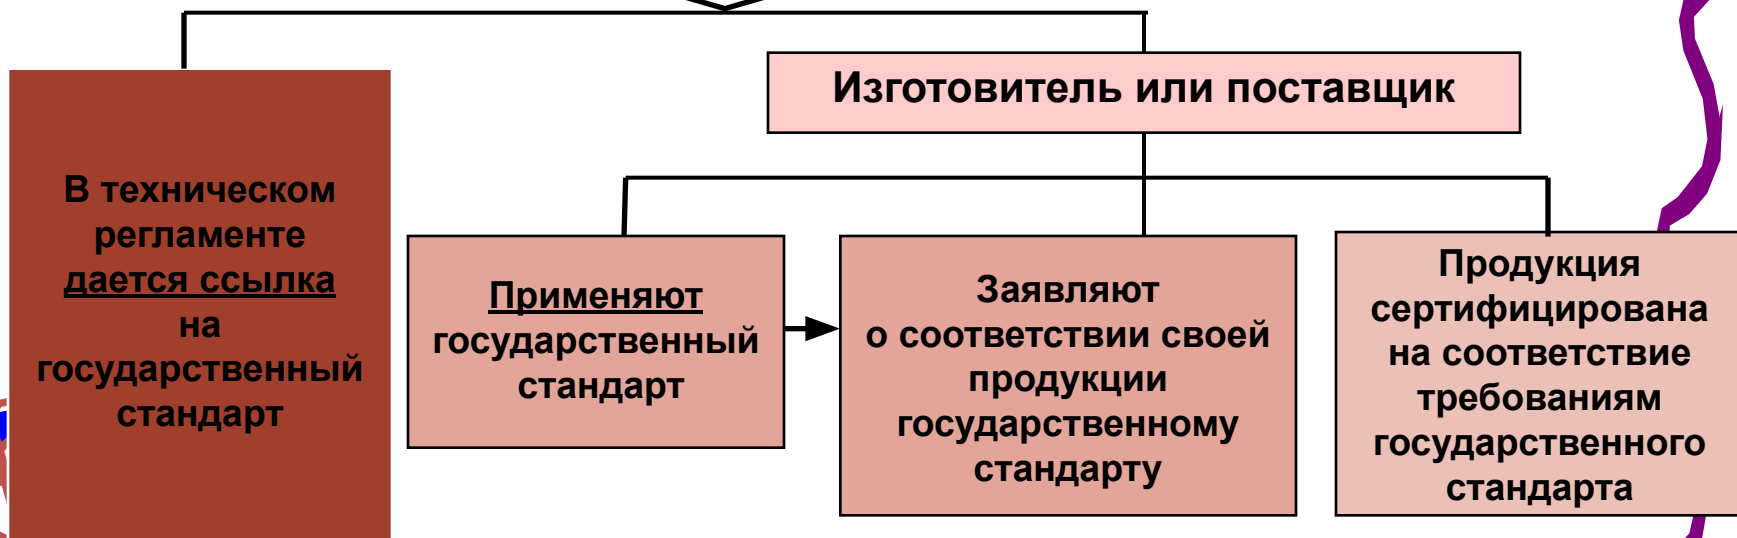 Изготовитель или поставщик
В техническом
регламенте
дается ссылка
на
государственный
стандарт
Применяют
государственный
стандарт
Заявляют
о соответствии своей
продукции
государственному
стандарту
Продукция
сертифицирована
на соответствие
требованиям
государственного
стандарта